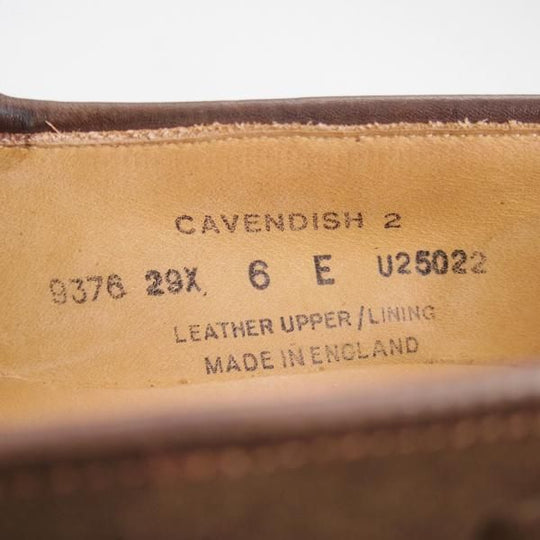 CAVENDISH 2
9376 29X 6 E U25022
LEATHER UPPER/LINING
MADE IN ENGLAND